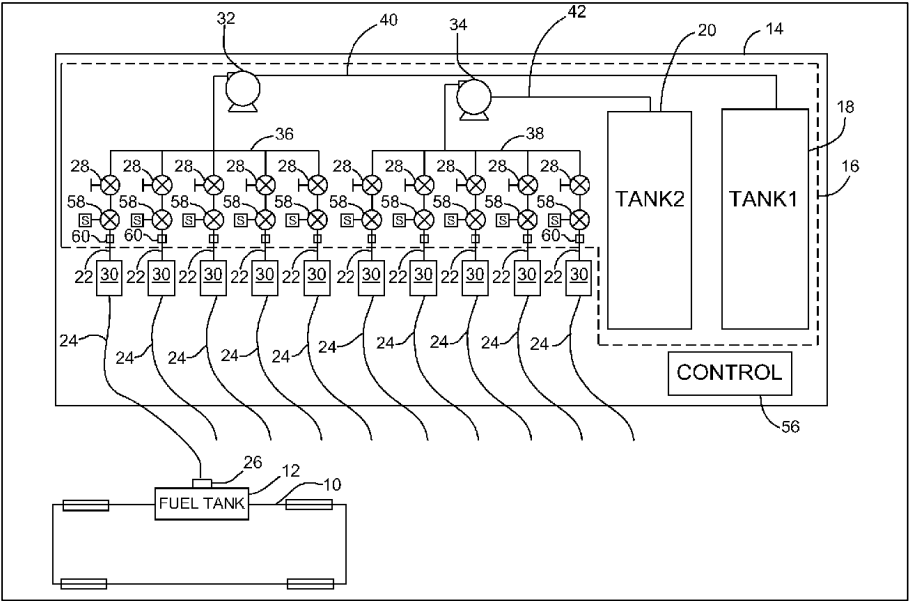 32 40 34 42 20 14
18
36 38
16
28 28 28 28 28 28 28 28 28 28
TANK2 TANK1
58 58 58 58 58 58 58 58 58 58
S S S S S S S S S S
60 60 60
22 22 22 22 22 22 22 22 22 22
30 30 30 30 30 30 30 30 30 30
24 24 24 24 24 24 24 24 24 24
CONTROL
56
26 12 10
FUEL TANK